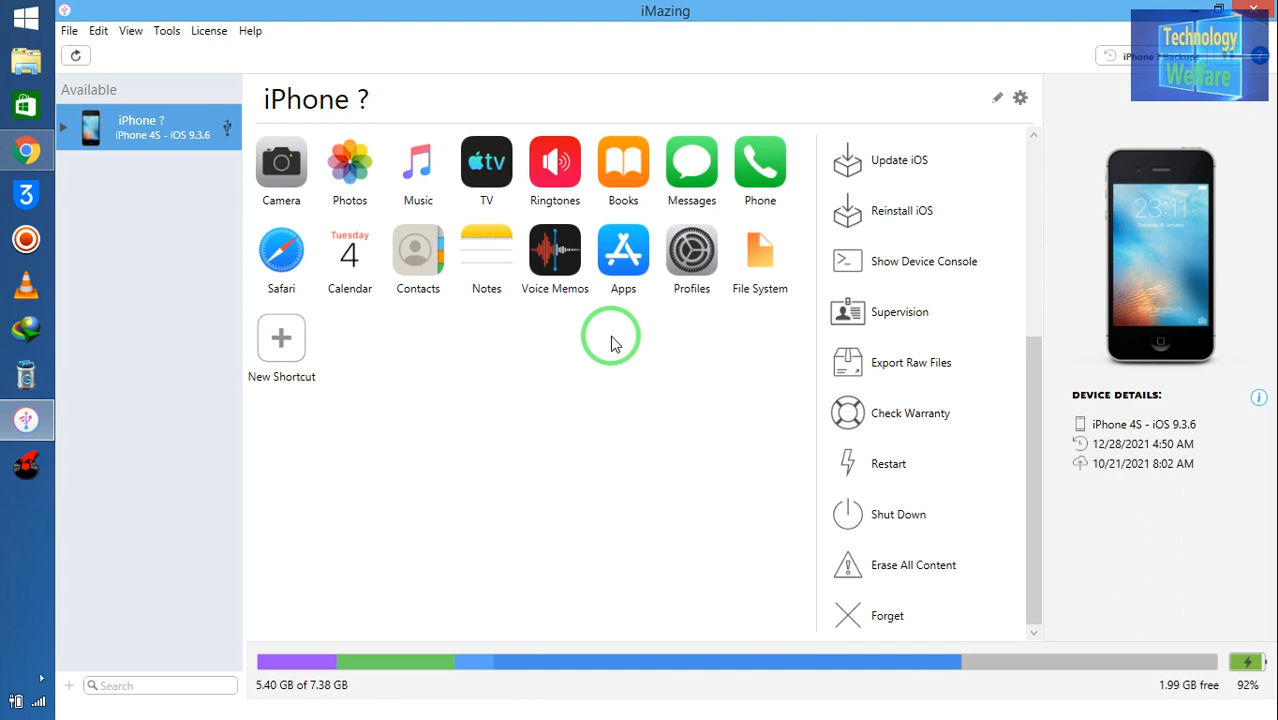 iMazing
File Edit View Tools License Help
Technology
Welfare
Available
iPhone ?
iPhone 4S - iOS 9.3.6
iPhone ?
Camera Photos Music TV Ringtones Books Messages Phone
tv
Tuesday
4
Safari Calendar Contacts Notes Voice Memos Apps Profiles File System
New Shortcut
Update iOS
Reinstall iOS
Show Device Console
Supervision
Export Raw Files
Check Warranty
Restart
Shut Down
Erase All Content
Forget
23:11
DEVICE DETAILS:
iPhone 4S - iOS 9.3.6
12/28/2021 4:50 AM
10/21/2021 8:02 AM
Search
5.40 GB of 7.38 GB
1.99 GB free
92%